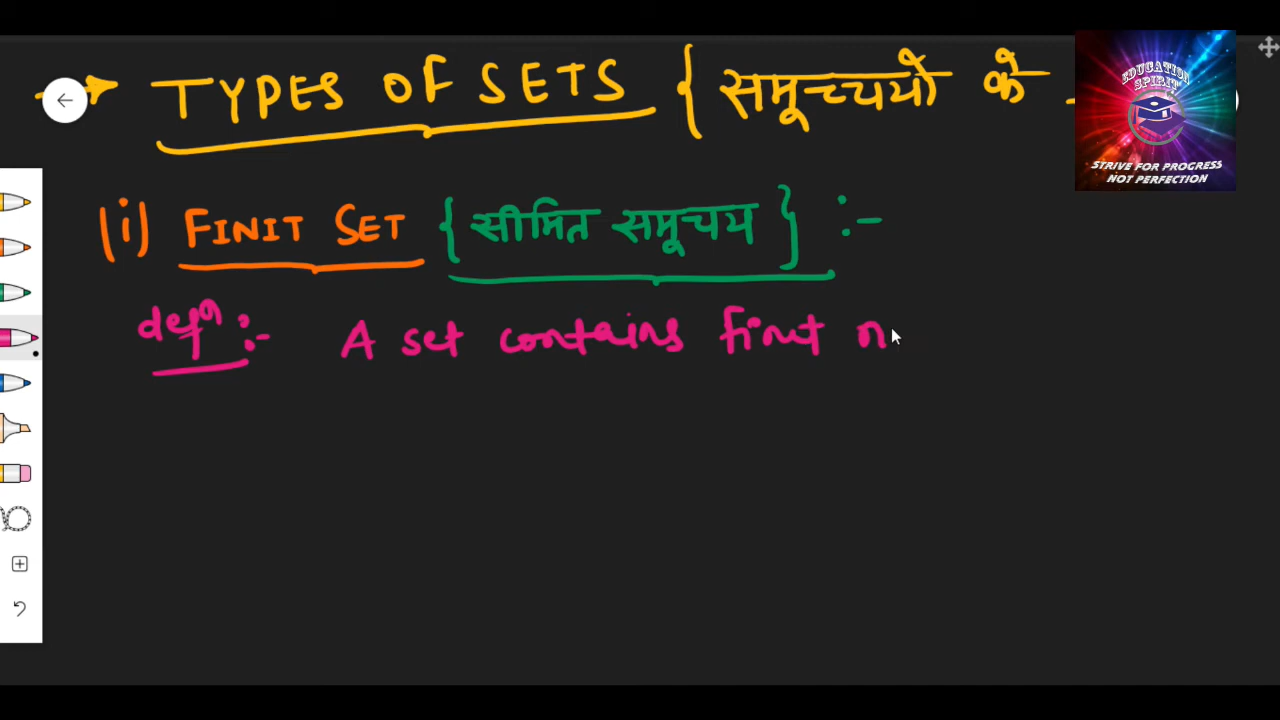 → TYPES OF SETS { समूच्चयो के
EDUCATION SPIRIT
STRIVE FOR PROGRESS
NOT PERFECTION
(i) FINIT SET { सीमित समूचय } :-
defn :- A set contains finit n